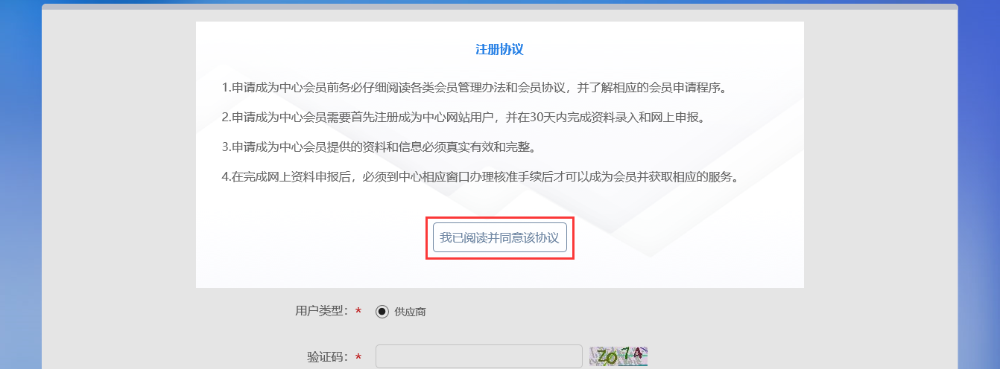 注册协议
1.申请成为中心会员前务必仔细阅读各类会员管理办法和会员协议，并了解相应的会员申请程序。
2.申请成为中心会员需要首先注册成为中心网站用户，并在30天内完成资料录入和网上申报。
3.申请成为中心会员提供的资料和信息必须真实有效和完整。
4.在完成网上资料申报后，必须到中心相应窗口办理核准手续后才可以成为会员并获取相应的服务。
我已阅读并同意该协议
用户类型：* 供应商
验证码：* zo74